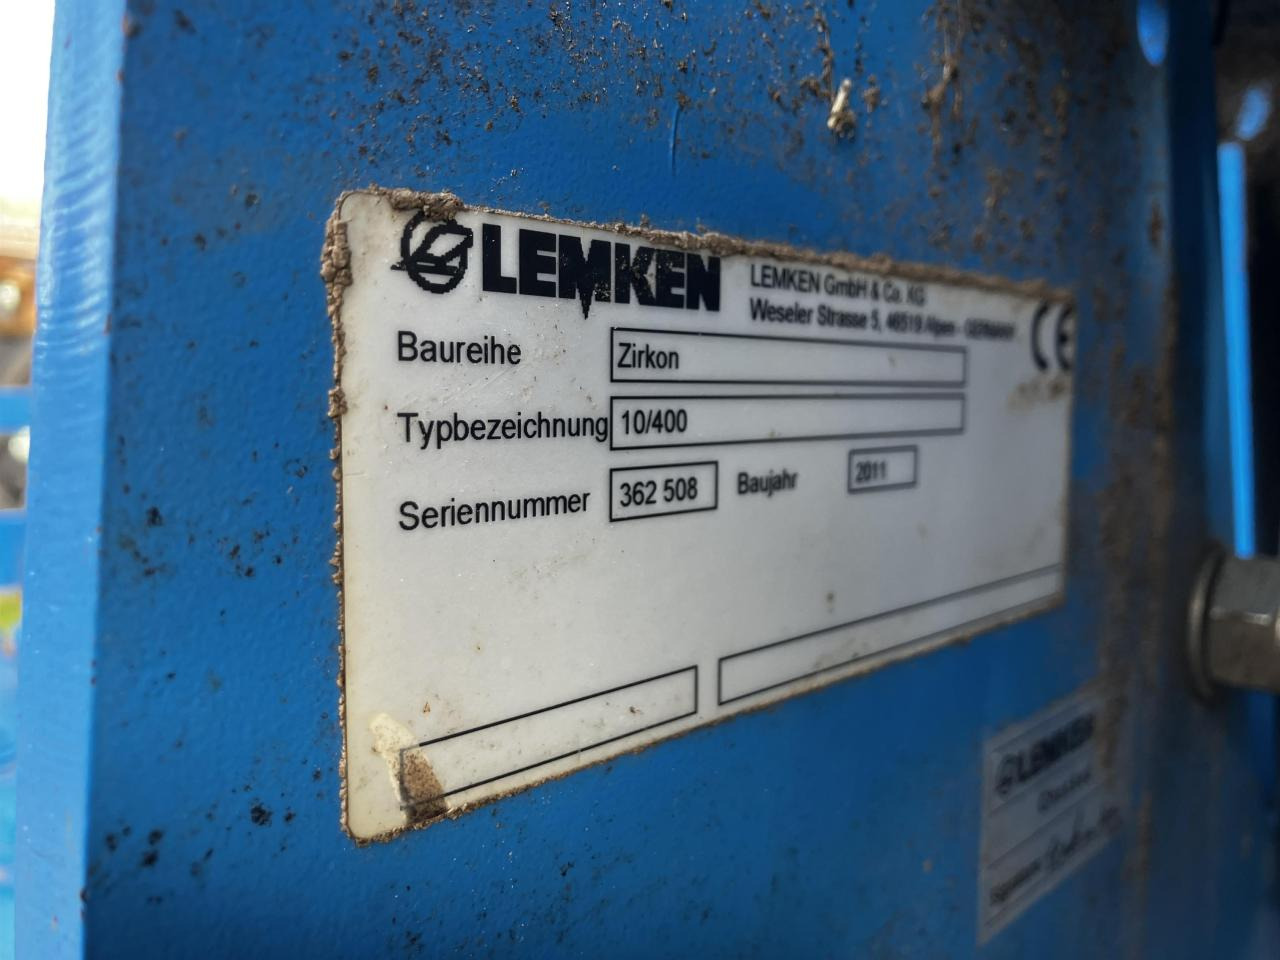 LEMKEN
LEMKEN GmbH & Co. KG
Weseler Strasse 5, 46519 Alpen - GERMANY
CE
Baureihe Zirkon
Typbezeichnung 10/400
Seriennummer 362 508 Baujahr 2011
LEMKEN